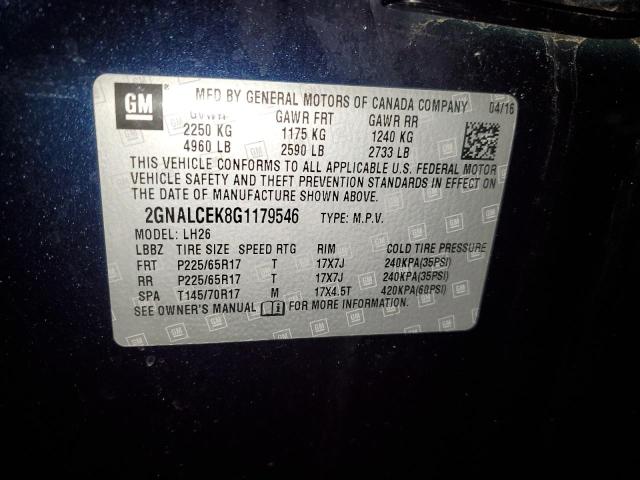 GM
MFD BY GENERAL MOTORS OF CANADA COMPANY 04/16
GVWR GAWR FRT GAWR RR
2250 KG 1175 KG 1240 KG
4960 LB 2590 LB 2733 LB
THIS VEHICLE CONFORMS TO ALL APPLICABLE U.S. FEDERAL MOTOR
VEHICLE SAFETY AND THEFT PREVENTION STANDARDS IN EFFECT ON
THE DATE OF MANUFACTURE SHOWN ABOVE.
2GNALCEK8G1179546 TYPE: M.P.V.
MODEL: LH26
LBBZ TIRE SIZE SPEED RTG RIM COLD TIRE PRESSURE
FRT P225/65R17 T 17X7J 240KPA(35PSI)
RR P225/65R17 T 17X7J 240KPA(35PSI)
SPA T145/70R17 M 17X4.5T 420KPA(60PSI)
SEE OWNER'S MANUAL FOR MORE INFORMATION.